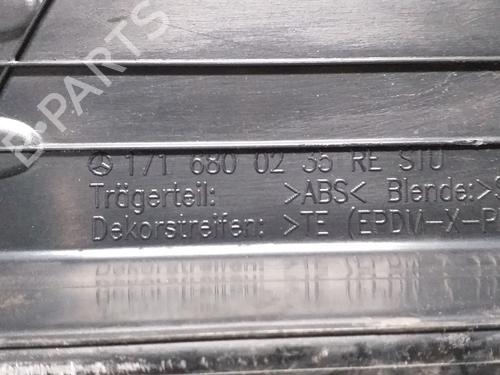 B-PARTS
171 680 02 35 RE STU
Trägerteil: >ABS< Blende:>
Dekorstreifen: >TE (EPDM-X-P